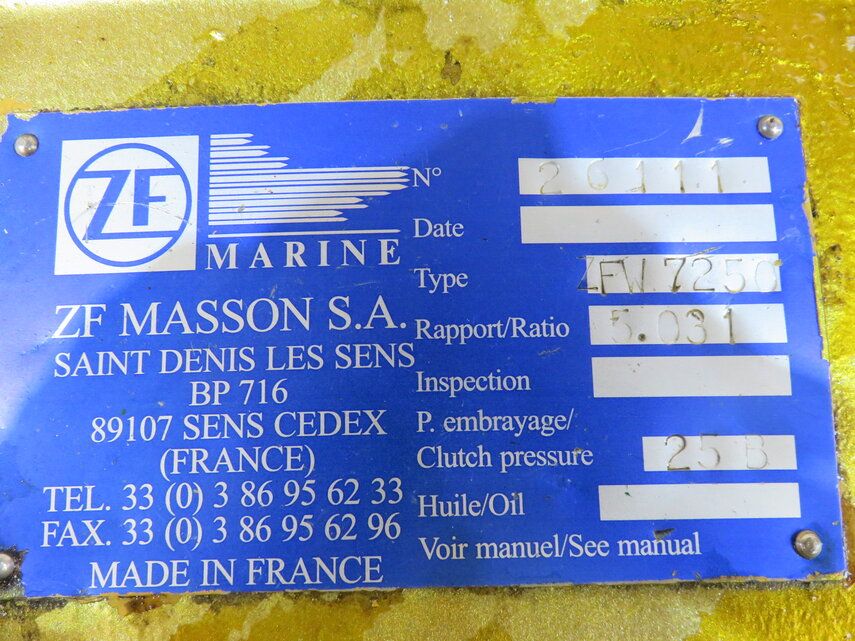 ZF
MARINE
ZF MASSON S.A.
SAINT DENIS LES SENS
BP 716
89107 SENS CEDEX
(FRANCE)
TEL. 33 (0) 3 86 95 62 33
FAX. 33 (0) 3 86 95 62 96
MADE IN FRANCE
N° 26111
Date
Type ZFW 7250
Rapport/Ratio 5.031
Inspection
P. embrayage/
Clutch pressure 25 B
Huile/Oil
Voir manuel/See manual